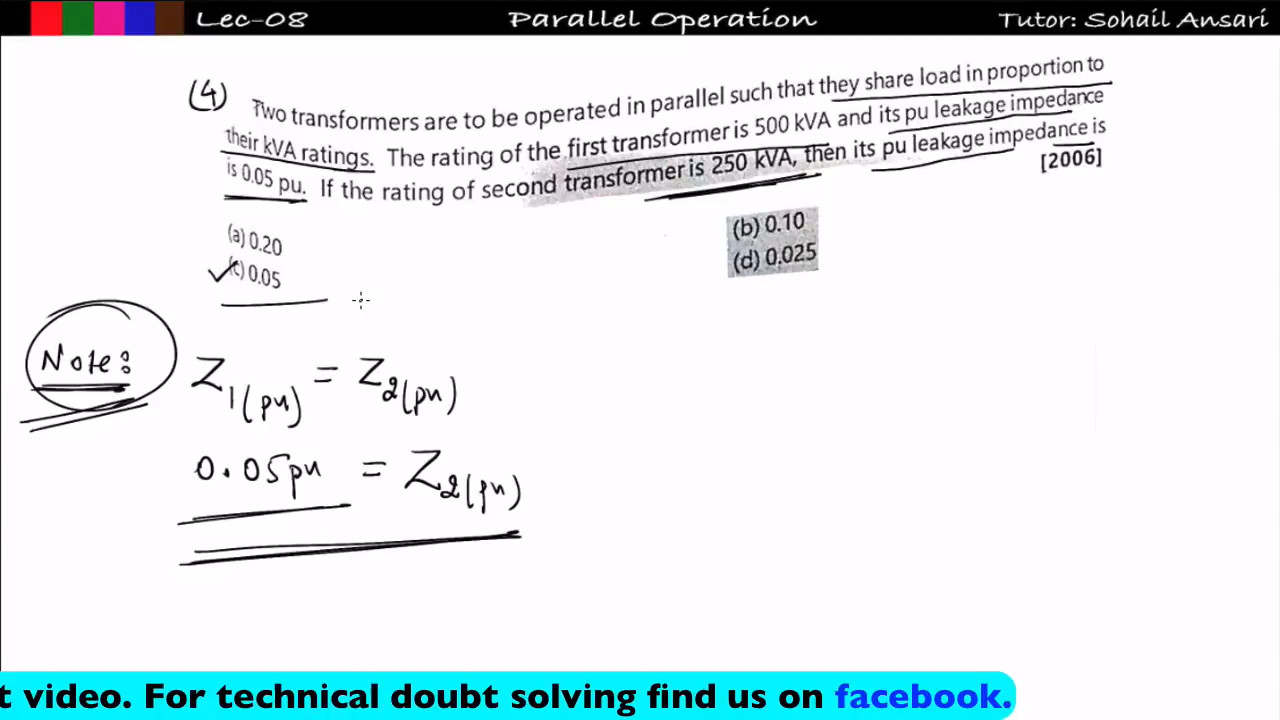 Lec-08 Parallel Operation Tutor: Sohail Ansari
(4) Two transformers are to be operated in parallel such that they share load in proportion to
their kVA ratings. The rating of the first transformer is 500 kVA and its pu leakage impedance
is 0.05 pu. If the rating of second transformer is 250 kVA, then its pu leakage impedance is
[2006]
(a) 0.20 (b) 0.10
(c) 0.05 (d) 0.025
Note: Z1(pu) = Z2(pu)
0.05pu = Z2(pu)
t video. For technical doubt solving find us on facebook.